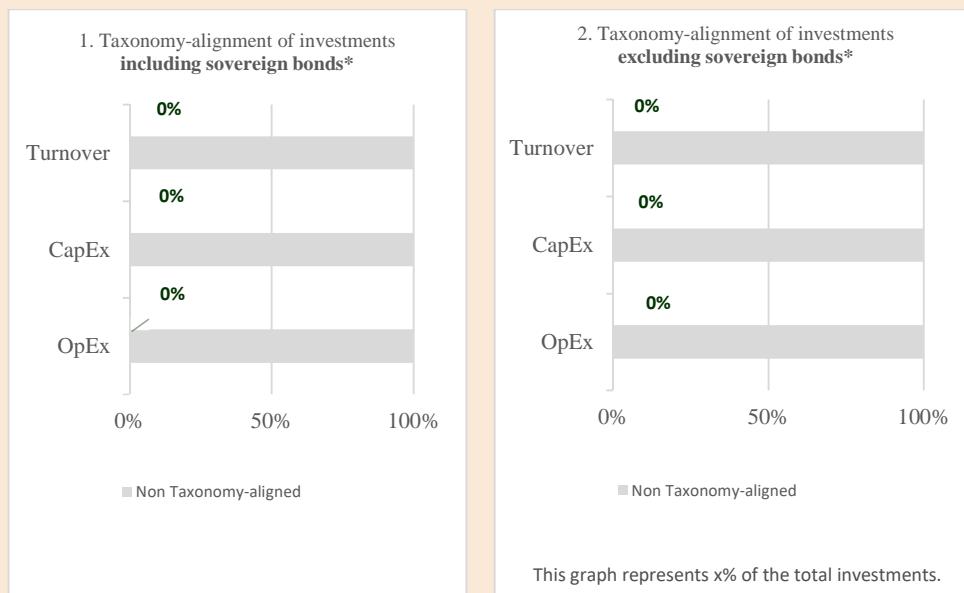 1. Taxonomy-alignment of investments
including sovereign bonds*
0%
Turnover
0%
CapEx
0%
OpEx
0%
50%
100%
Non Taxonomy-aligned
2. Taxonomy-alignment of investments
excluding sovereign bonds*
0%
Turnover
0%
CapEx
0%
OpEx
0%
50%
100%
Non Taxonomy-aligned
This graph represents x% of the total investments.